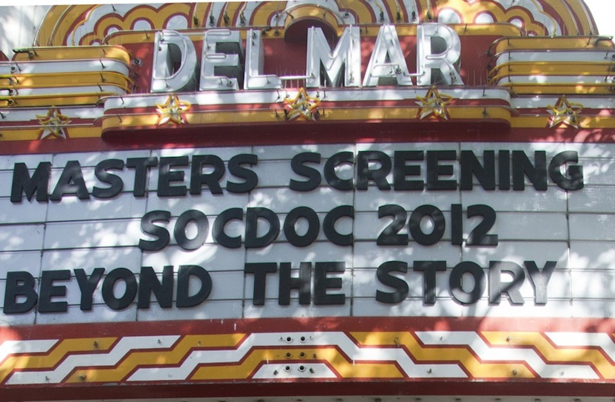 DEL MAR
MASTERS SCREENING
SOCDOC 2012
BEYOND THE STORY